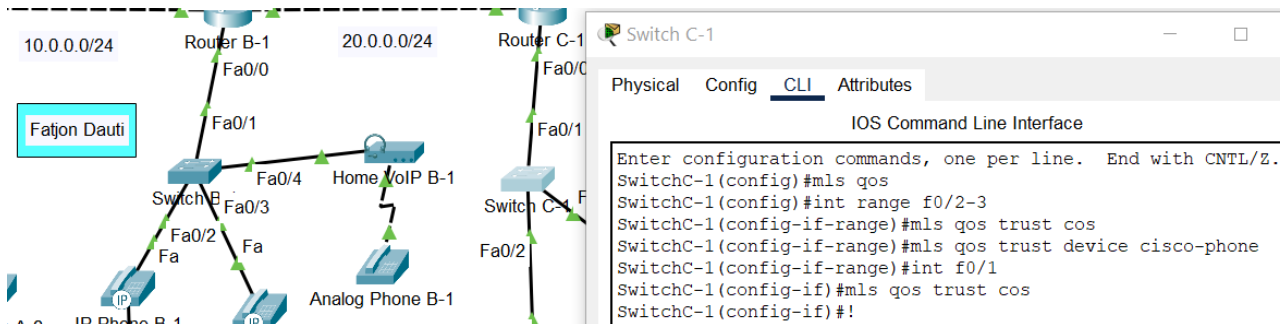 10.0.0.0/24
Router B-1
20.0.0.0/24
Router C-1
Fa0/0
Fa0/0
Fatjon Dauti
Fa0/1
Fa0/1
Fa0/4
Home VoIP B-1
Switch B
Fa0/3
Switch C-1
F
Fa0/2
Fa
Fa
Fa0/2
Analog Phone B-1
IP
IP
IP Phone B-1
Switch C-1
Physical Config CLI Attributes
IOS Command Line Interface
Enter configuration commands, one per line. End with CNTL/Z.
SwitchC-1(config)#mls qos
SwitchC-1(config)#int range f0/2-3
SwitchC-1(config-if-range)#mls qos trust cos
SwitchC-1(config-if-range)#mls qos trust device cisco-phone
SwitchC-1(config-if-range)#int f0/1
SwitchC-1(config-if)#mls qos trust cos
SwitchC-1(config-if)#!